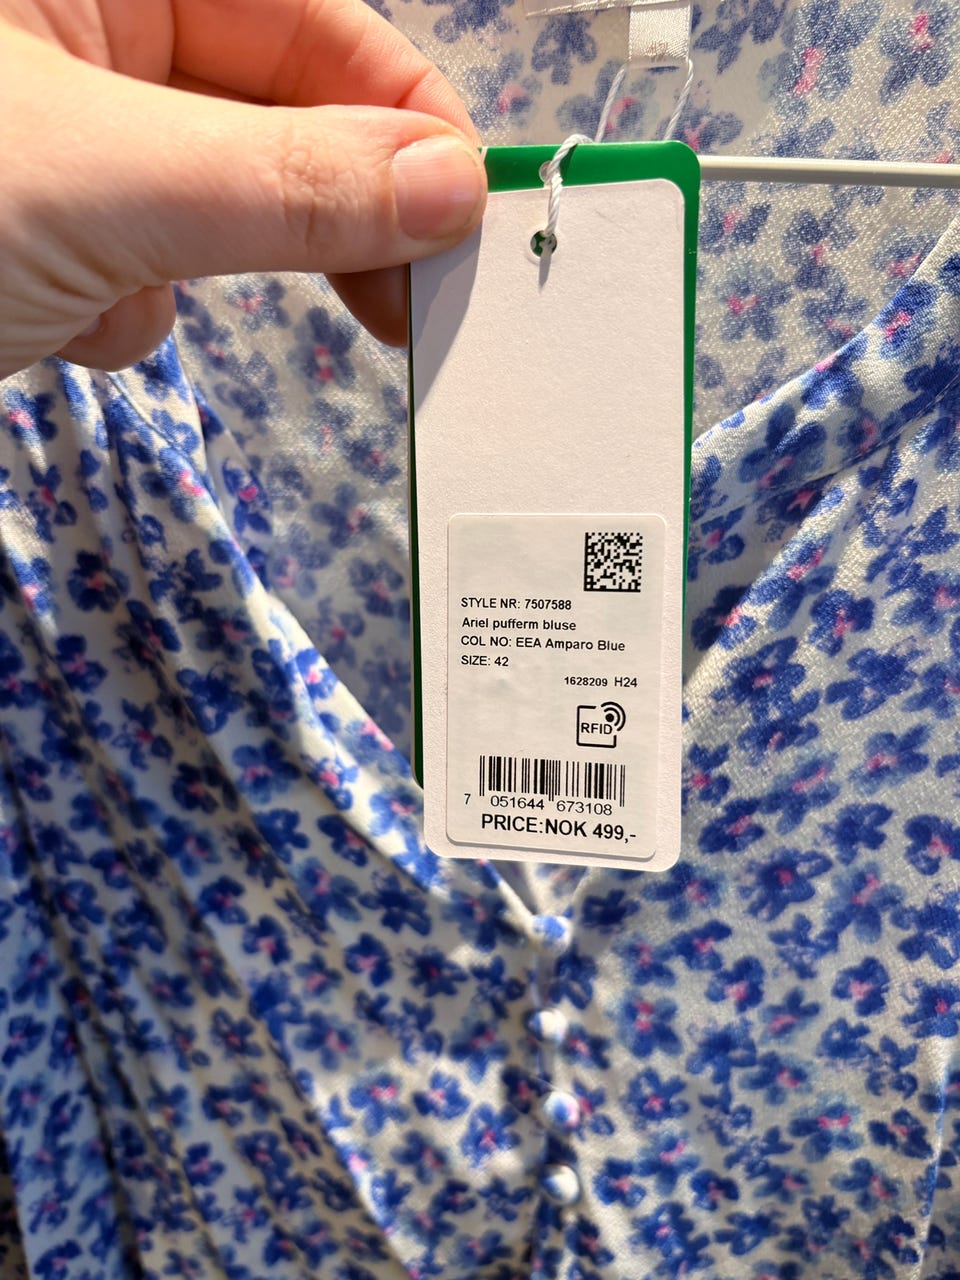 42
STYLE NR: 7507588
Ariel pufferm bluse
COL NO: EEA Amparo Blue
SIZE: 42
1628209 H24
RFID
7 051644 673108
PRICE:NOK 499,-